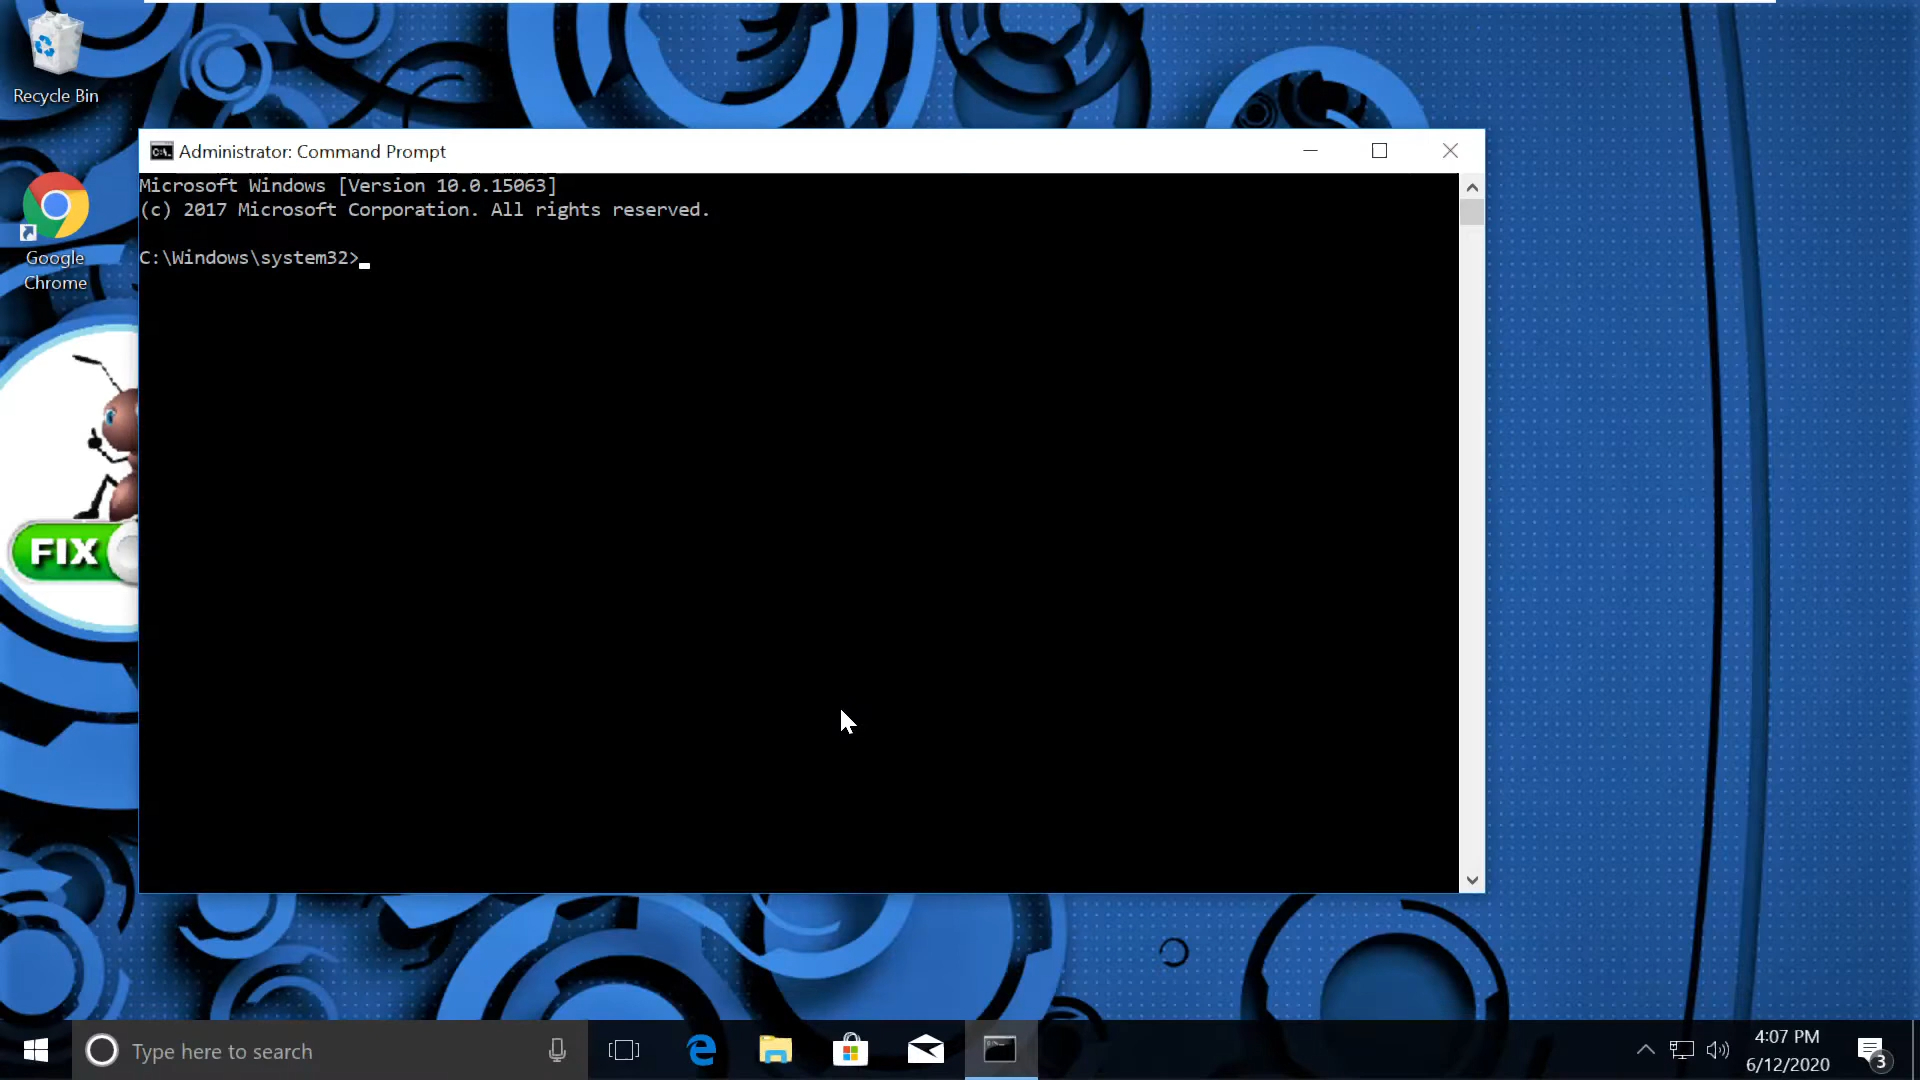 Recycle Bin
Google
Chrome
FIX
Administrator: Command Prompt
Microsoft Windows [Version 10.0.15063]
(c) 2017 Microsoft Corporation. All rights reserved.
C:\Windows\system32>
Type here to search
4:07 PM
6/12/2020
3